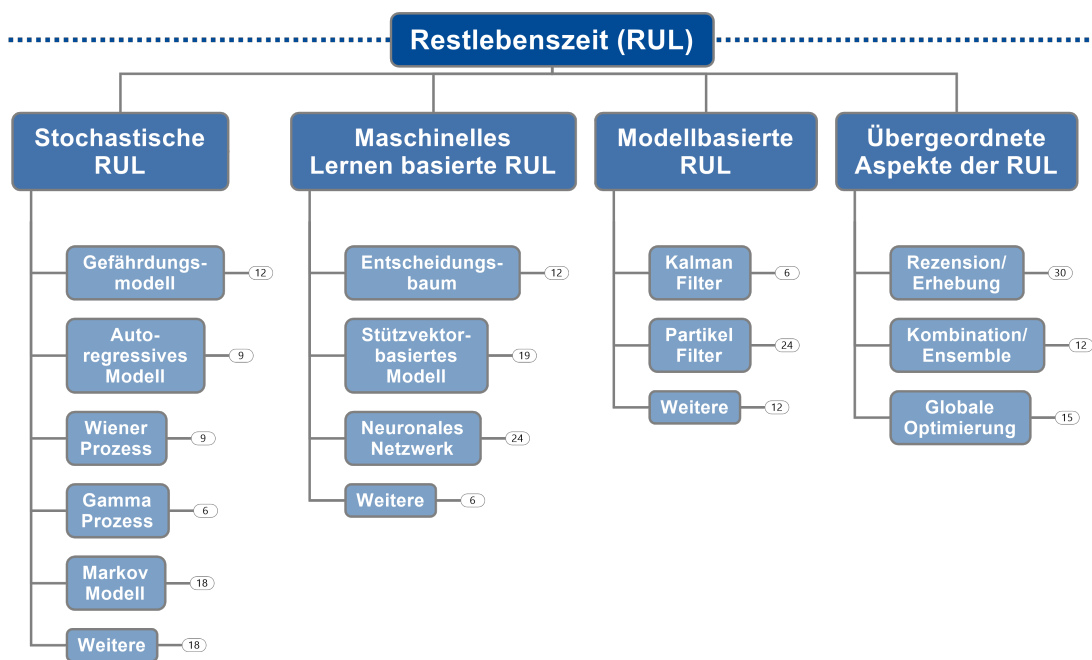 Restlebenszeit (RUL)
Stochastische
RUL
Gefährdungs-
modell
12
Auto-
regressives
Modell
9
Wiener
Prozess
9
Gamma
Prozess
6
Markov
Modell
18
Weitere
18
Maschinelles
Lernen basierte RUL
Entscheidungs-
baum
12
Stützvektor-
basiertes
Modell
19
Neuronales
Netzwerk
24
Weitere
6
Modellbasierte
RUL
Kalman
Filter
6
Partikel
Filter
24
Weitere
12
Übergeordnete
Aspekte der RUL
Rezension/
Erhebung
30
Kombination/
Ensemble
12
Globale
Optimierung
15